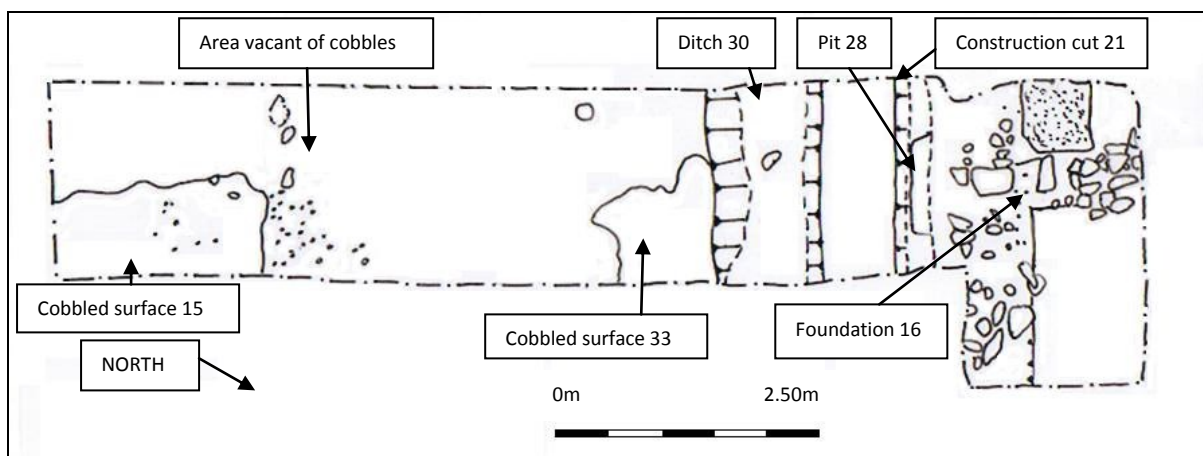 Area vacant of cobbles
Ditch 30
Pit 28
Construction cut 21
Cobbled surface 15
Cobbled surface 33
Foundation 16
NORTH
0m
2.50m